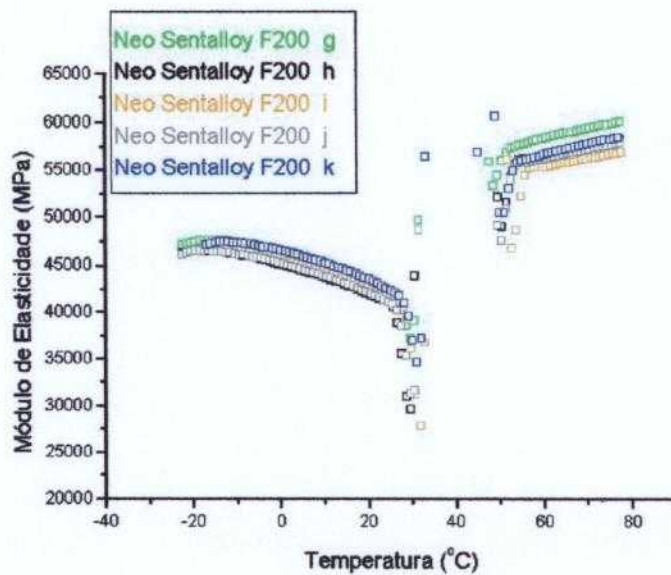 Neo Sentalloy F200 g
Neo Sentalloy F200 h
Neo Sentalloy F200 i
Neo Sentalloy F200 j
Neo Sentalloy F200 k
Módulo de Elasticidade (MPa)
65000
60000
55000
50000
45000
40000
35000
30000
25000
20000
-40
-20
0
20
40
60
80
Temperatura (°C)